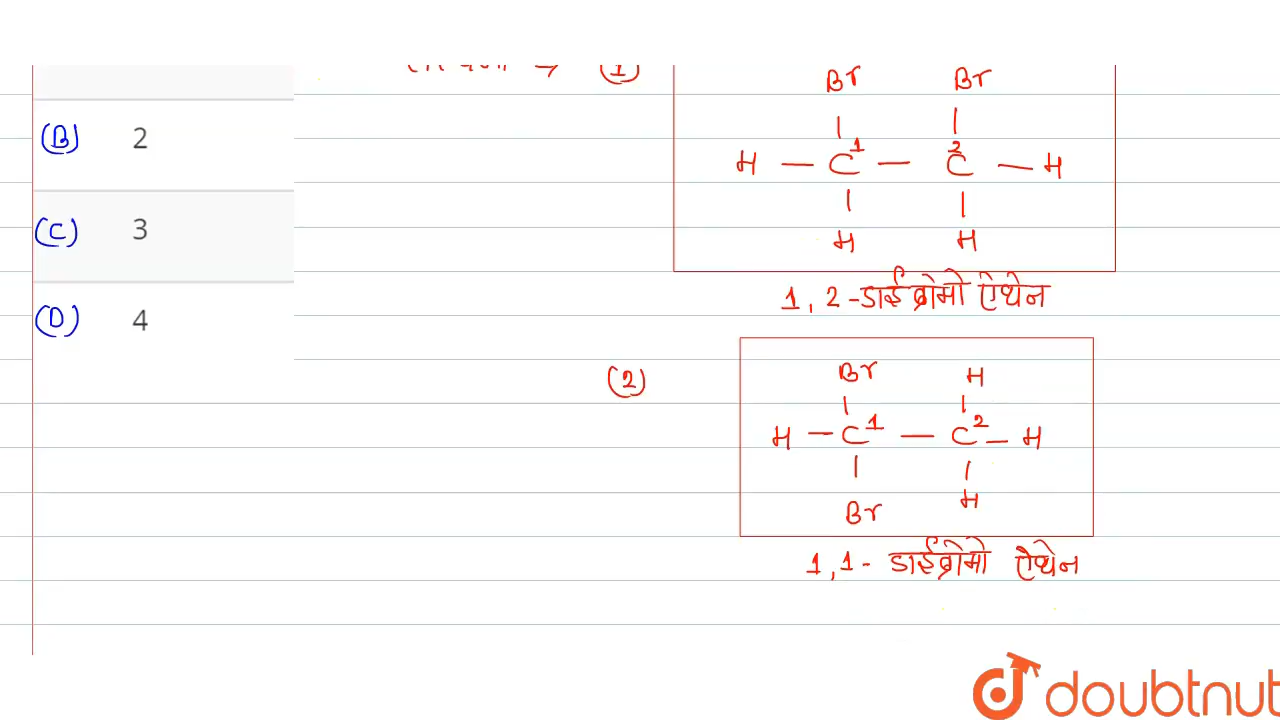 (1)
Br Br
(B) 2
H — C¹ — C² — H
(C) 3
H H
1, 2 - डाईब्रोमो ऐथेन
(D) 4
(2)
Br H
H — C¹ — C² — H
Br H
1, 1 - डाईब्रोमो ऐथेन
doubtnut